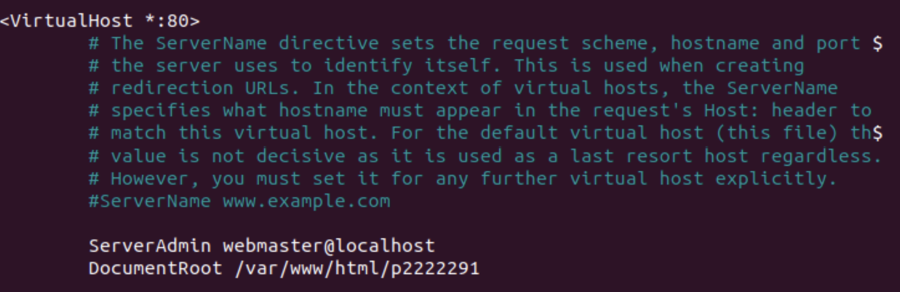 <VirtualHost *:80>
# The ServerName directive sets the request scheme, hostname and port $
# the server uses to identify itself. This is used when creating
# redirection URLs. In the context of virtual hosts, the ServerName
# specifies what hostname must appear in the request's Host: header to
# match this virtual host. For the default virtual host (this file) th$
# value is not decisive as it is used as a last resort host regardless.
# However, you must set it for any further virtual host explicitly.
#ServerName www.example.com
ServerAdmin webmaster@localhost
DocumentRoot /var/www/html/p2222291